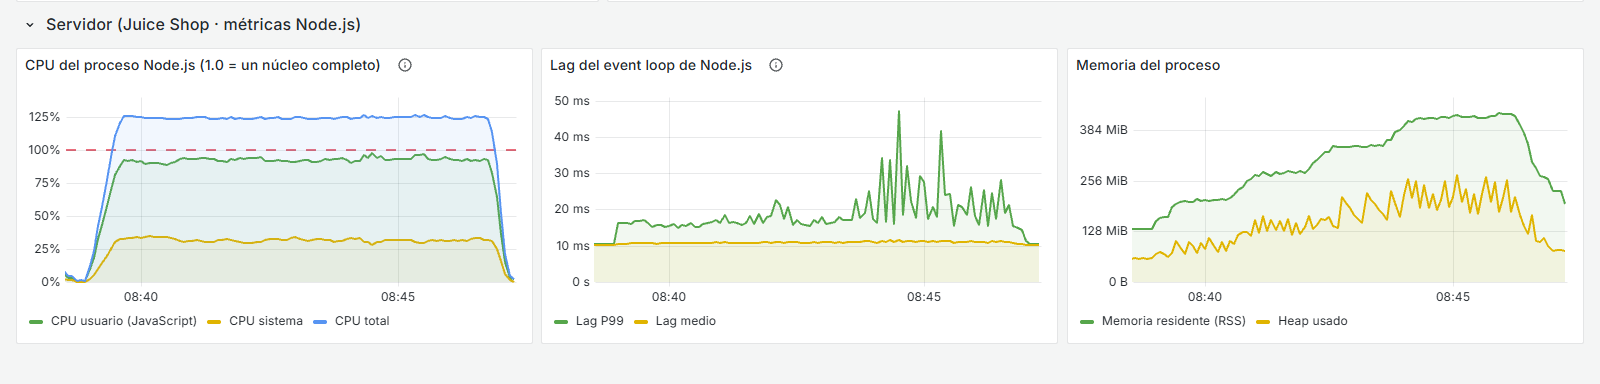 Servidor (Juice Shop · métricas Node.js)
CPU del proceso Node.js (1.0 = un núcleo completo)
125%
100%
75%
50%
25%
0%
08:40 08:45
CPU usuario (JavaScript) CPU sistema CPU total
Lag del event loop de Node.js
50 ms
40 ms
30 ms
20 ms
10 ms
0 s
08:40 08:45
Lag P99 Lag medio
Memoria del proceso
384 MiB
256 MiB
128 MiB
0 B
08:40 08:45
Memoria residente (RSS) Heap usado